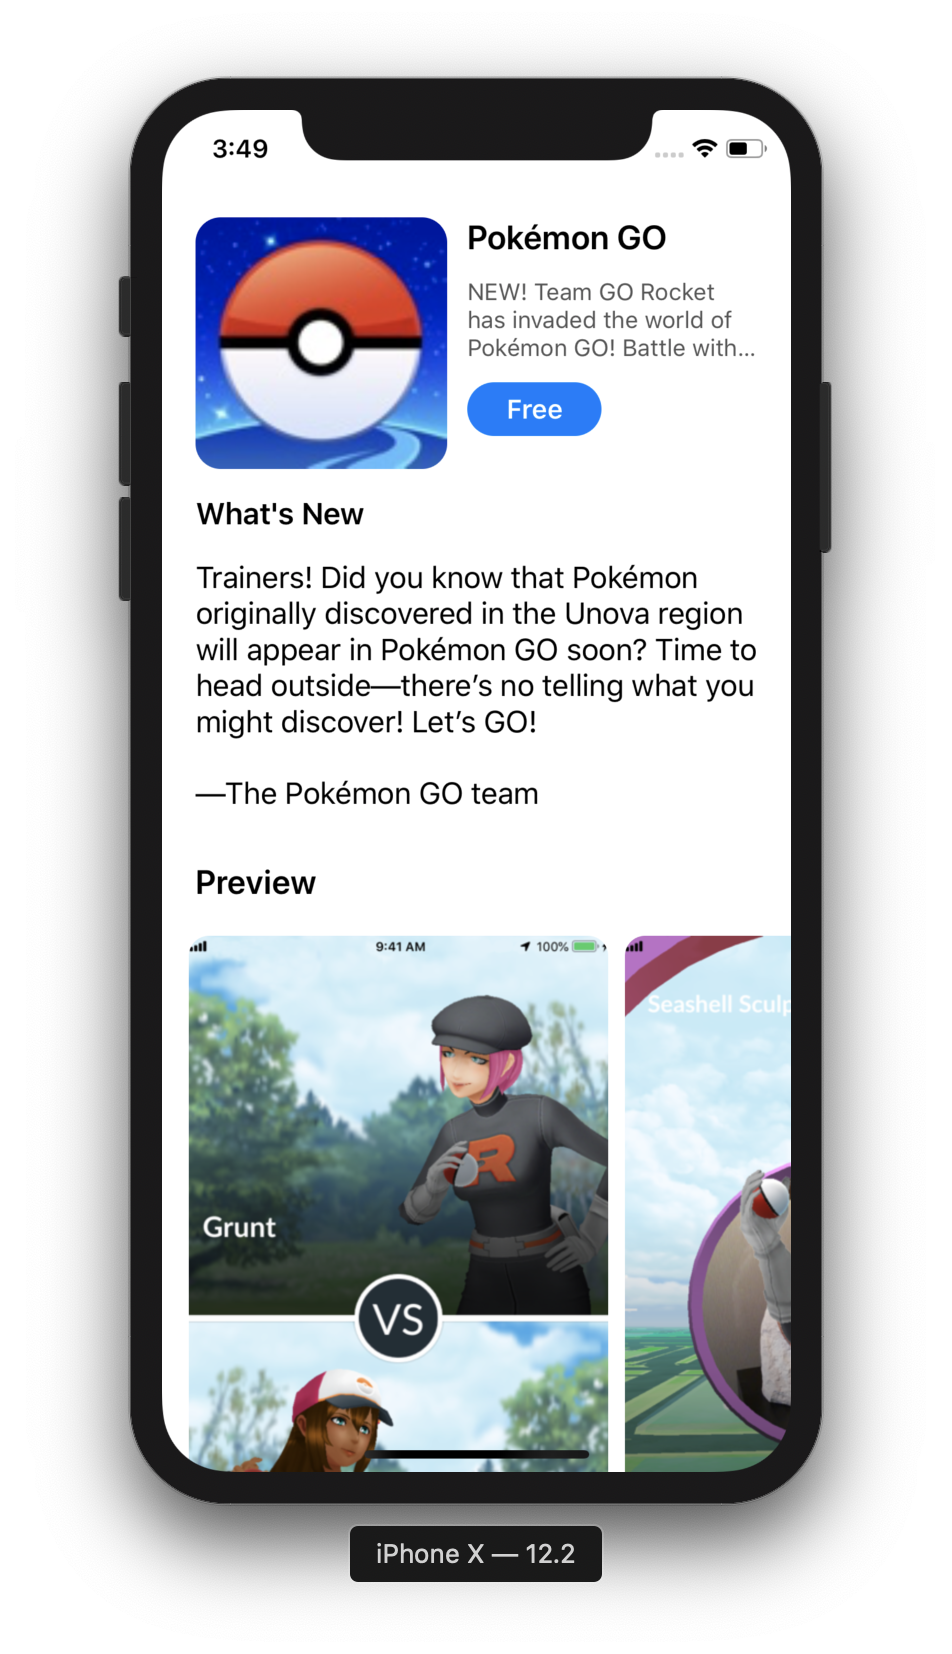 3:49
Pokémon GO
NEW! Team GO Rocket
has invaded the world of
Pokémon GO! Battle with...
Free
What's New
Trainers! Did you know that Pokémon
originally discovered in the Unova region
will appear in Pokémon GO soon? Time to
head outside—there’s no telling what you
might discover! Let’s GO!
—The Pokémon GO team
Preview
9:41 AM
100%
Seashell Sculp
R
Grunt
VS
iPhone X — 12.2